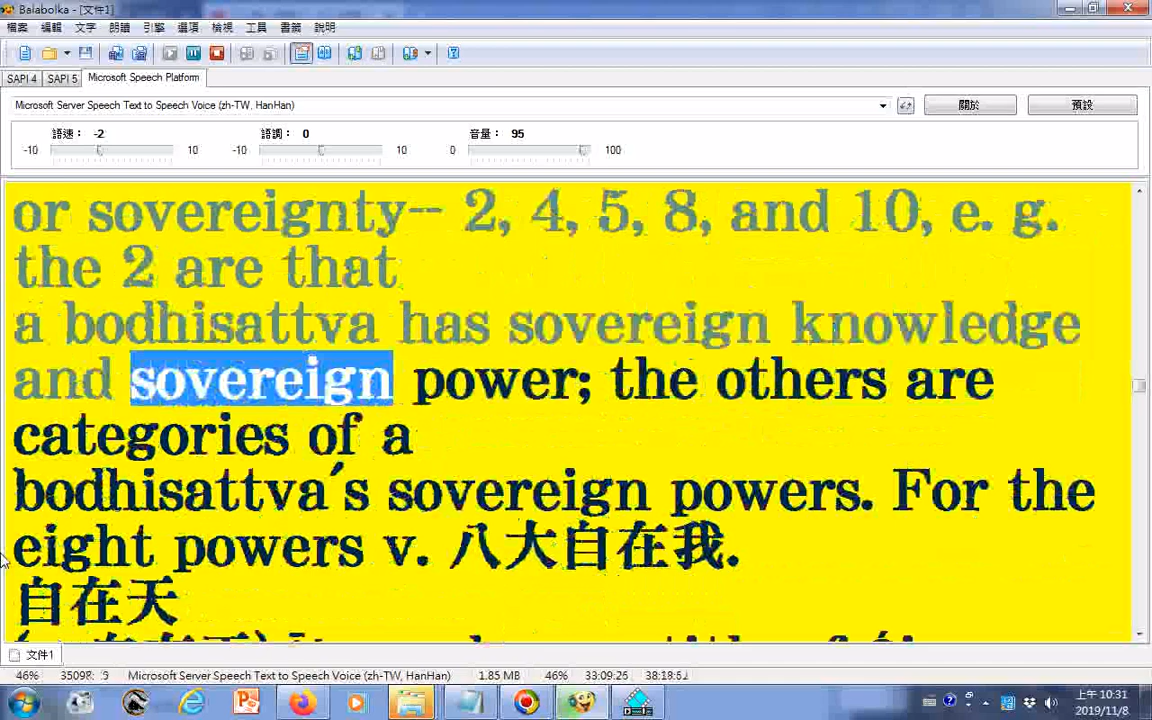 Balabolka - [文件1]
檔案 編輯 文字 朗讀 引擎 選項 檢視 工具 書籤 說明
SAPI 4 SAPI 5 Microsoft Speech Platform
Microsoft Server Speech Text to Speech Voice (zh-TW, HanHan)
關於 預設
語速： -2 語調： 0 音量： 95
-10 10 -10 10 0 100
or sovereignty-- 2, 4, 5, 8, and 10, e. g.
the 2 are that
a bodhisattva has sovereign knowledge
and sovereign power; the others are
categories of a
bodhisattva's sovereign powers. For the
eight powers v. 八大自在我.
自在天
文件1
46% Microsoft Server Speech Text to Speech Voice (zh-TW, HanHan) 1.85 MB 46% 33:09:25
上午 10:31
2019/11/8